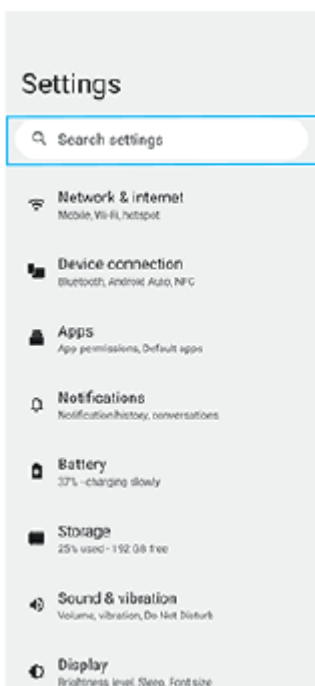 Settings
Search settings
Network & internet
Mobile, Wi-Fi, hotspot
Device connection
Bluetooth, Android Auto, NFC
Apps
App permissions, Default apps
Notifications
Notification history, conversations
Battery
37% - charging slowly
Storage
25% used - 192 GB free
Sound & vibration
Volume, vibration, Do Not Disturb
Display
Brightness level, Sleep, Font size